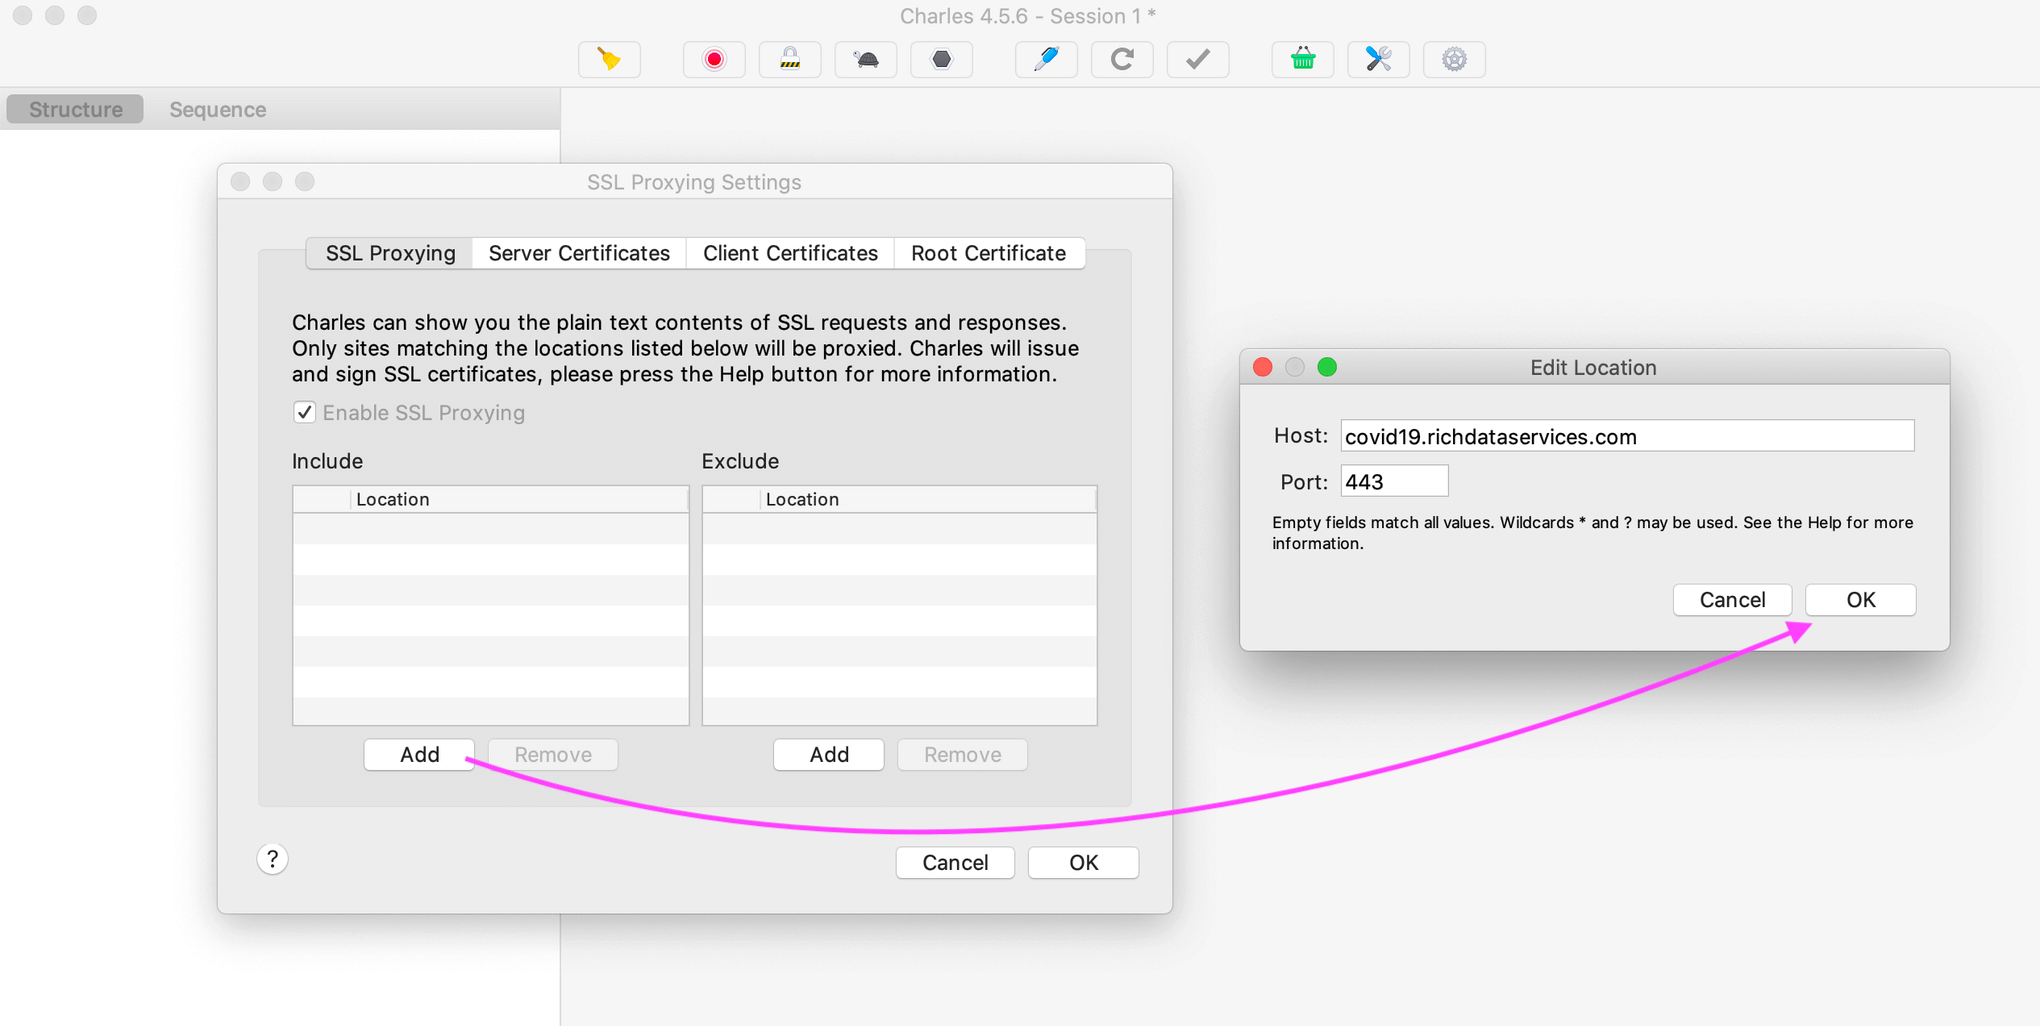 Charles 4.5.6 - Session 1 *
Structure
Sequence
SSL Proxying Settings
SSL Proxying
Server Certificates
Client Certificates
Root Certificate
Charles can show you the plain text contents of SSL requests and responses.
Only sites matching the locations listed below will be proxied. Charles will issue
and sign SSL certificates, please press the Help button for more information.
Enable SSL Proxying
Include
Exclude
Location
Location
Add
Remove
Add
Remove
?
Cancel
OK
Edit Location
Host: covid19.richdataservices.com
Port: 443
Empty fields match all values. Wildcards * and ? may be used. See the Help for more
information.
Cancel
OK